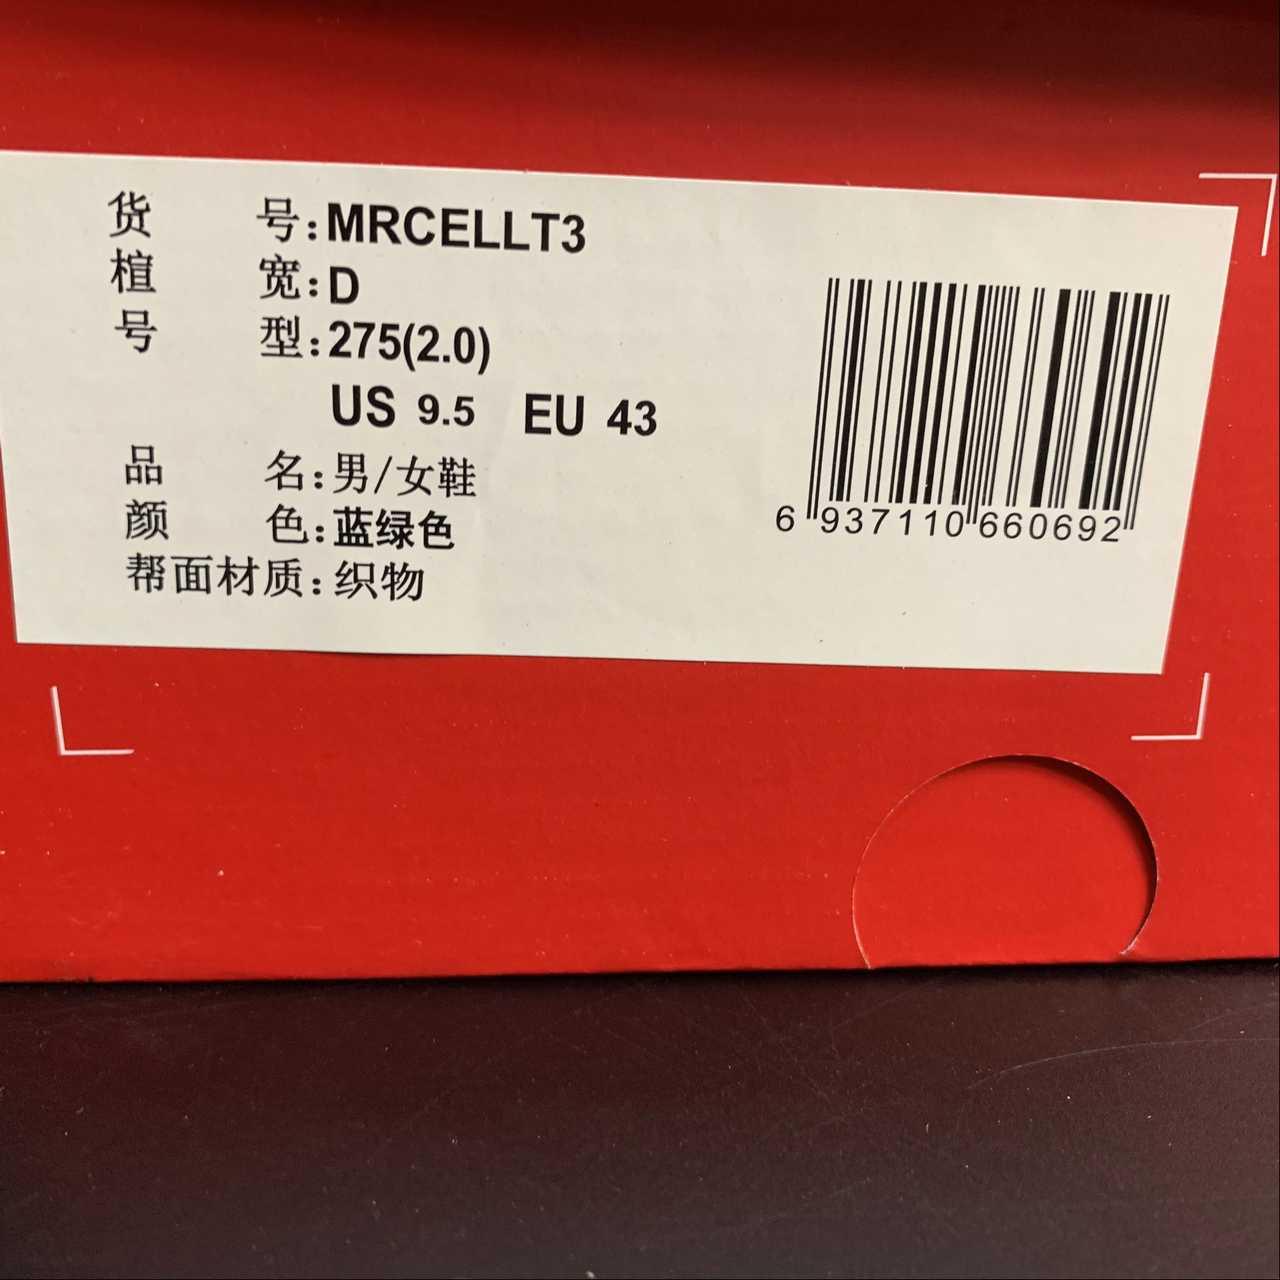 货 号:MRCELLT3
楦 宽:D
号 型:275(2.0)
US 9.5 EU 43
品 名:男/女鞋
颜 色:蓝绿色
帮面材质:织物
6 937110 660692